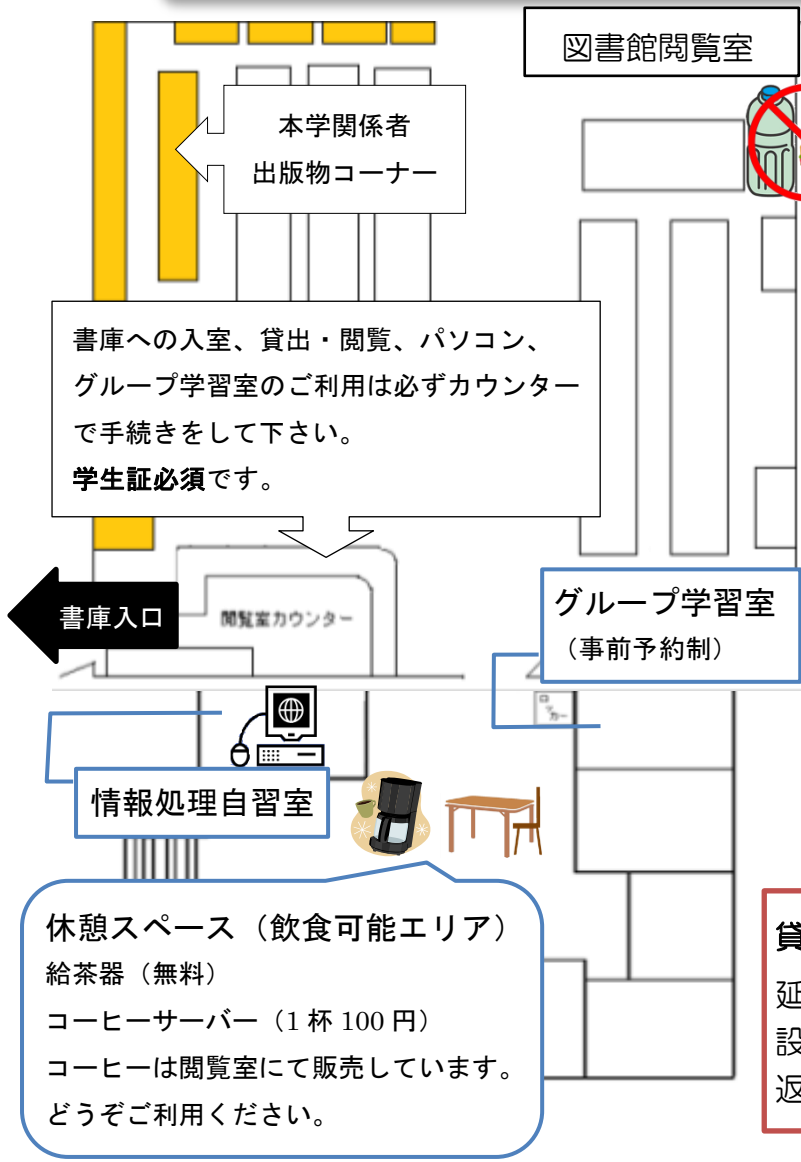 図書館閲覧室
本学関係者
出版物コーナー
書庫への入室、貸出・閲覧、パソコン、
グループ学習室のご利用は必ずカウンター
で手続きをして下さい。
学生証必須です。
書庫入口
閲覧室カウンター
グループ学習室
（事前予約制）
ロッカー
情報処理自習室
休憩スペース（飲食可能エリア）
給茶器（無料）
コーヒーサーバー（1 杯 100 円）
コーヒーは閲覧室にて販売しています。
どうぞご利用ください。
貸
延
設
返